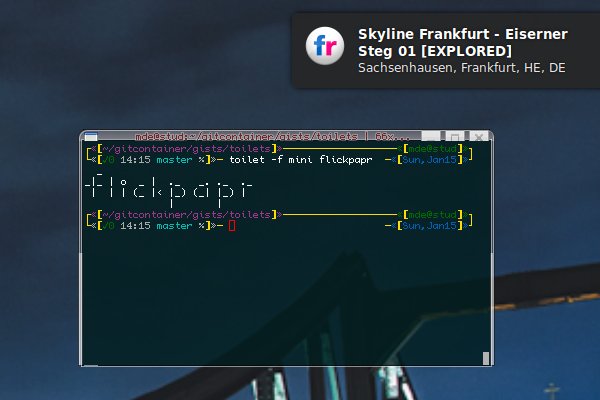 fr
Skyline Frankfurt - Eiserner
Steg 01 [EXPLORED]
Sachsenhausen, Frankfurt, HE, DE
mde@stud:~/gitcontainer/gists/toilets | 66x...
[~/gitcontainer/gists/toilets] «[mde@stud]
«[/0 14:15 master %]»- toilet -f mini flickpapr -«[Sun,Jan15]
flickpapr
[~/gitcontainer/gists/toilets] «[mde@stud]
«[/0 14:15 master %]»- -«[Sun,Jan15]